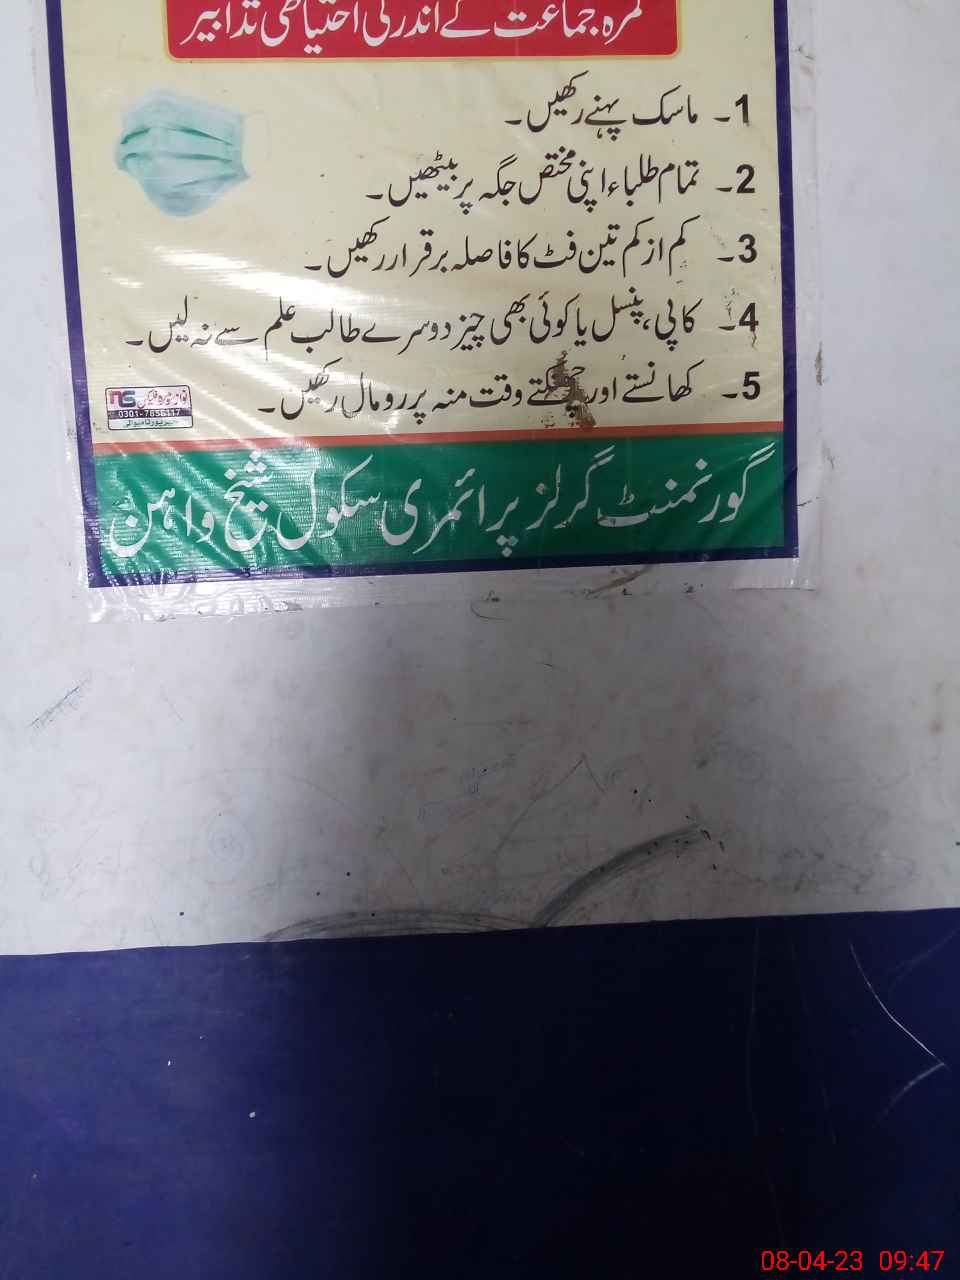 کمرہ جماعت کے اندر کی احتیاطی تدابیر
1۔ ماسک پہنے رکھیں۔
2۔ تمام طلباء اپنی مختص جگہ پر بیٹھیں۔
3۔ کم از کم تین فٹ کا فاصلہ برقرار رکھیں۔
4۔ کاپی، پنسل یا کوئی بھی چیز دوسرے طالب علم سے نہ لیں۔
5۔ کھانستے اور چھینکتے وقت منہ پر رومال رکھیں۔
ns
0301-7856117
گورنمنٹ گرلز پرائمری سکول شیخ واہن
08-04-23 09:47